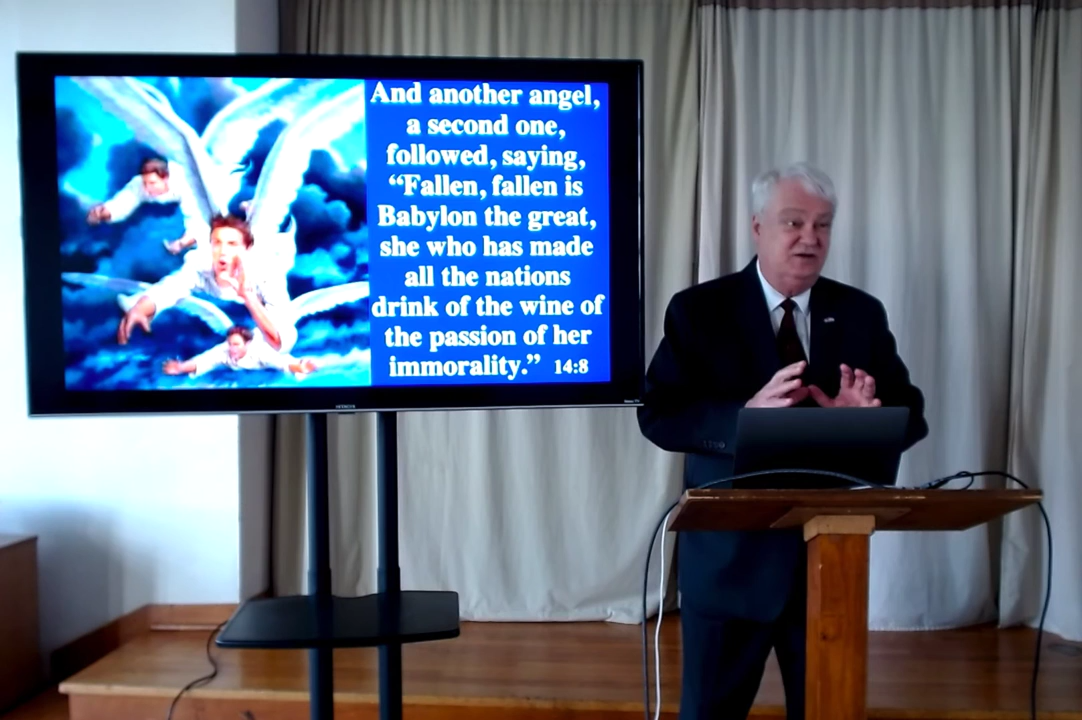 And another angel,
a second one,
followed, saying,
“Fallen, fallen is
Babylon the great,
she who has made
all the nations
drink of the wine of
the passion of her
immorality.” 14:8
HITACHI